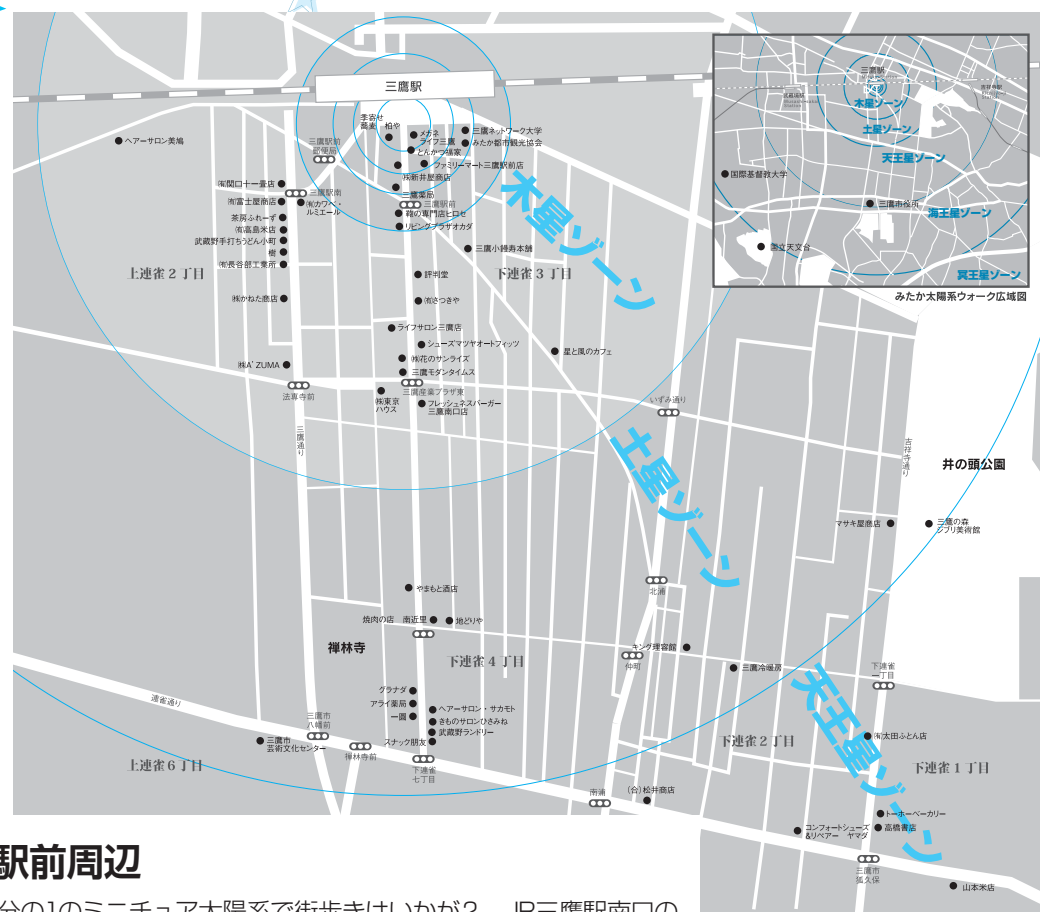 三鷹駅
季寄せ
蕎麦 柏や
メガネ
ライフ三鷹
とんかつ福家
三鷹ネットワーク大学
みたか都市観光協会
ファミリーマート三鷹駅前店
㈱新井屋商店
三鷹薬局
三鷹駅前
鞄の専門店ヒロセ
リビングプラザオカダ
ヘアーサロン美鳩
三鷹駅前
郵便局
㈲関口十一畳店
三鷹駅南
㈲富士屋商店
㈲カワベ・
ルミエール
茶房ふれーず
㈲高島米店
武蔵野手打ちうどん小町
樹
㈲長谷部工業所
上連雀2丁目
㈱かねた商店
㈱A' ZUMA
法専寺前
三鷹通り
三鷹小饅寿本舗
評判堂
下連雀3丁目
㈲さつきや
ライフサロン三鷹店
シューズマツヤオートフィッツ
㈱花のサンライズ
三鷹モダンタイムス
三鷹産業プラザ東
㈱東京
ハウス
フレッシュネスバーガー
三鷹南口店
星と風のカフェ
木星ゾーン
三鷹駅
木星ゾーン
土星ゾーン
天王星ゾーン
国際基督教大学
三鷹市役所
海王星ゾーン
国立天文台
冥王星ゾーン
みたか太陽系ウォーク広域図
いずみ通り
吉祥寺通り
井の頭公園
土星ゾーン
マサキ屋商店
三鷹の森
ジブリ美術館
やまもと酒店
北浦
焼肉の店 南近里
地どりや
禅林寺
下連雀4丁目
キング理容館
仲町
三鷹冷暖房
下連雀
一丁目
天王星ゾーン
連雀通り
グラナダ
アライ薬局
一圓
ヘアーサロン・サカモト
きものサロンひさみね
武蔵野ランドリー
スナック朋友
三鷹市
八幡前
三鷹市
芸術文化センター
禅林寺前
下連雀
七丁目
上連雀6丁目
下連雀2丁目
㈲太田ふとん店
下連雀1丁目
南浦
(合)松井商店
トーホーベーカリー
高橋書店
コンフォートシューズ
&リペアー ヤマダ
三鷹市
狐久保
山本米店
駅前周辺
分の1のミニチュア太陽系で街歩きはいかが? JR三鷹駅南口の